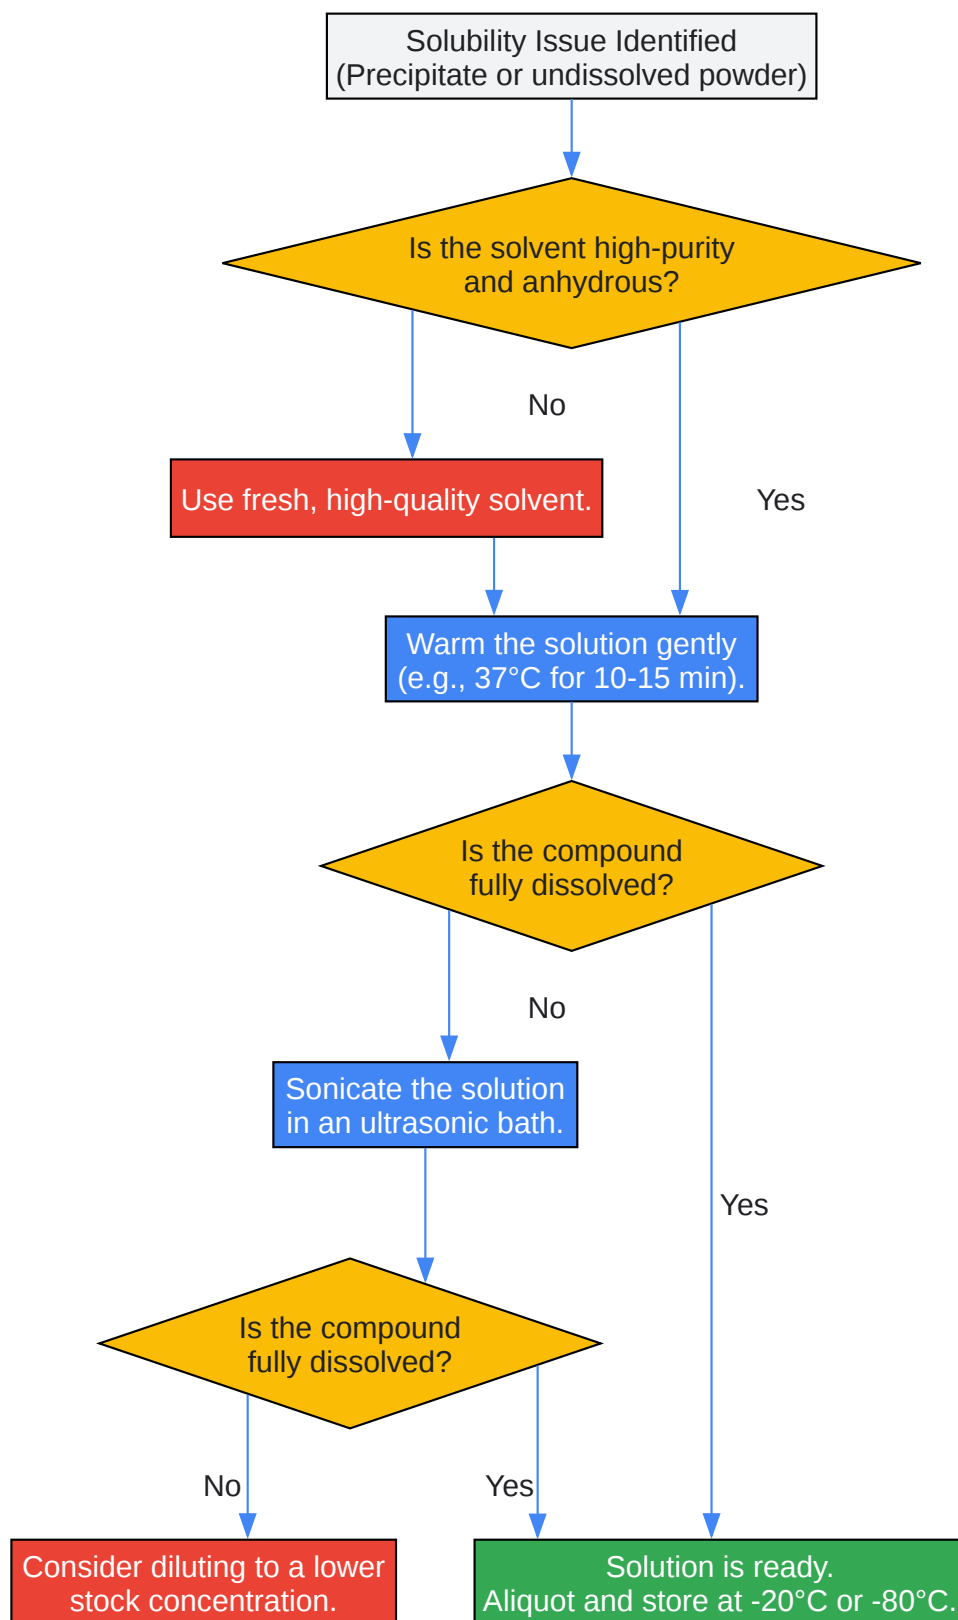 Solubility Issue Identified
(Precipitate or undissolved powder)
Is the solvent high-purity
and anhydrous?
No
Use fresh, high-quality solvent.
Yes
Warm the solution gently
(e.g., 37°C for 10-15 min).
Is the compound
fully dissolved?
No
Sonicate the solution
in an ultrasonic bath.
Yes
Is the compound
fully dissolved?
No
Yes
Consider diluting to a lower
stock concentration.
Solution is ready.
Aliquot and store at -20°C or -80°C.